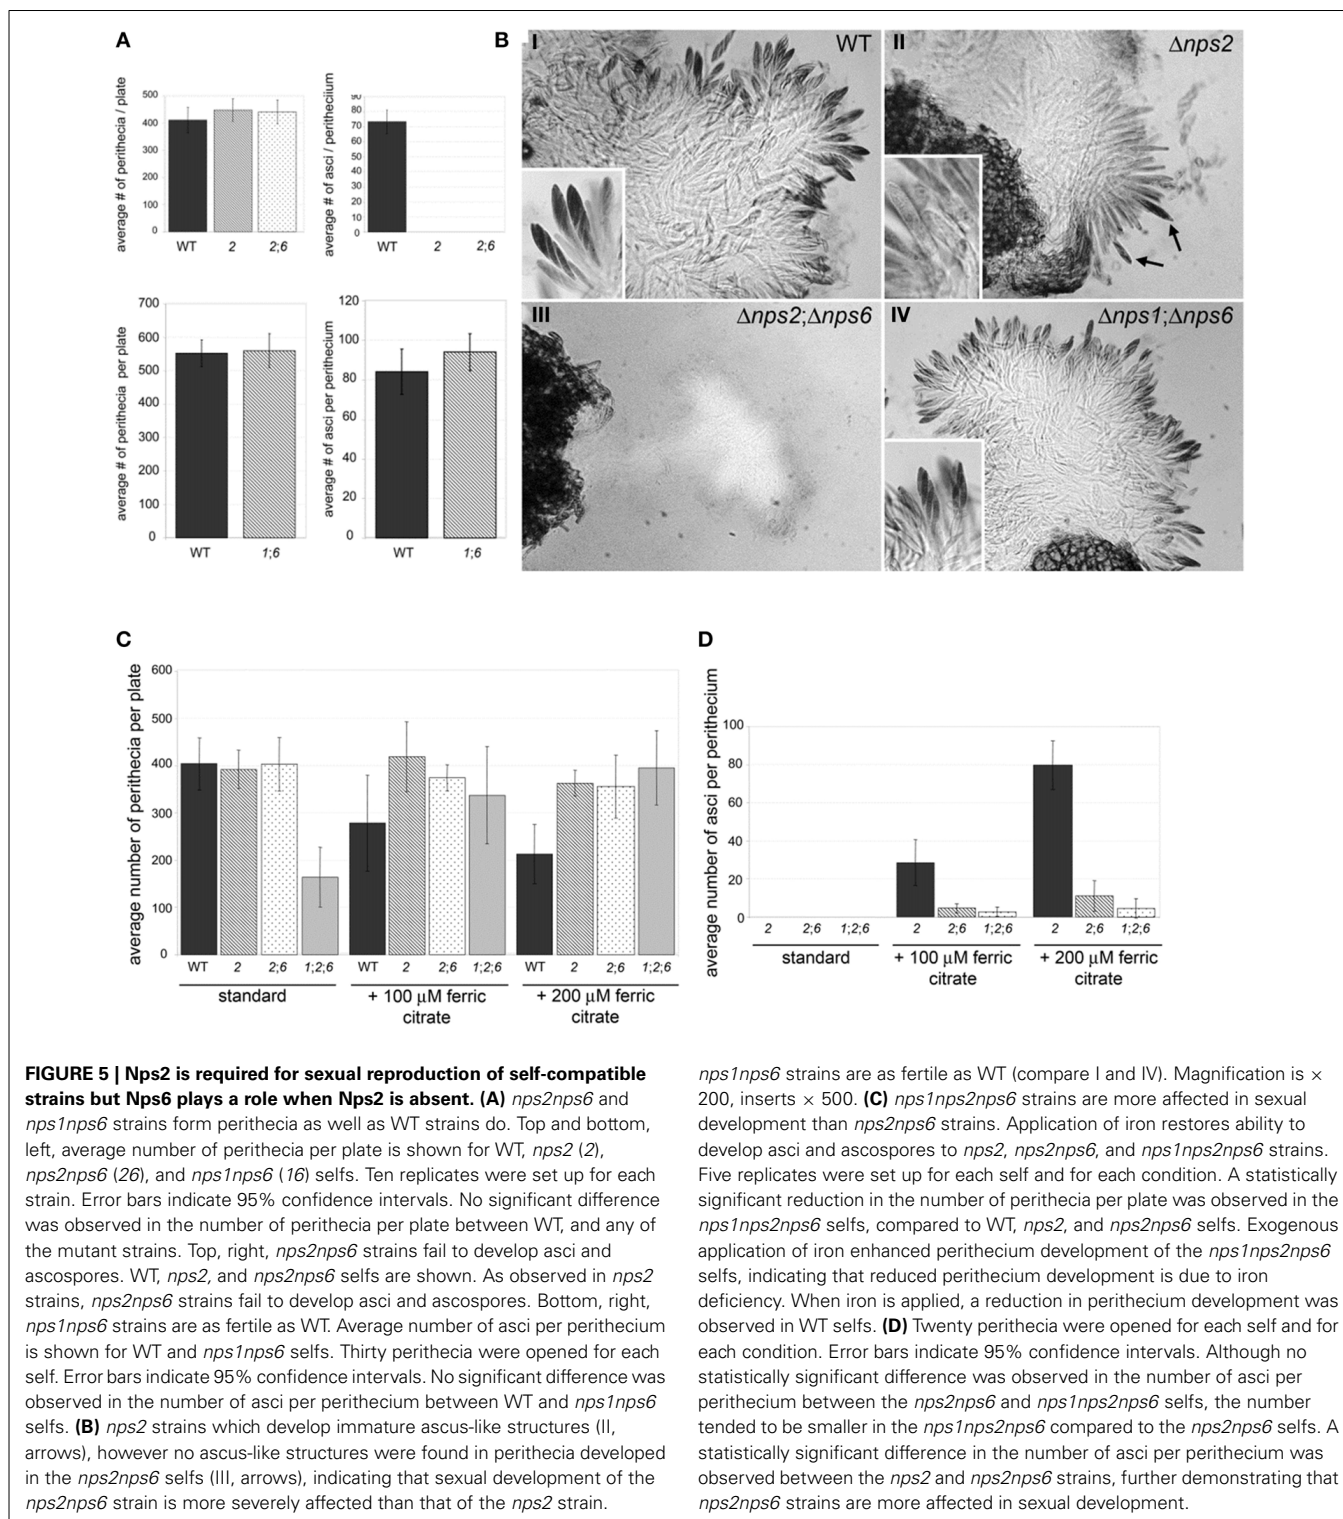 A
average # of perithecia / plate
500
400
300
200
100
0
WT 2 2;6
average # of asci / perithecium
90
80
70
60
50
40
30
20
10
0
WT 2 2;6
average # of perithecia per plate
700
600
500
400
300
200
100
0
WT 1;6
average # of asci per perithecium
120
100
80
60
40
20
0
WT 1;6
B
I WT
II Δnps2
III Δnps2;Δnps6
IV Δnps1;Δnps6
C
average number of perithecia per plate
600
500
400
300
200
100
0
WT 2 2;6 1;2;6 WT 2 2;6 1;2;6 WT 2 2;6 1;2;6
standard + 100 µM ferric + 200 µM ferric
citrate citrate
D
average number of asci per perithecium
100
80
60
40
20
0
2 2;6 1;2;6 2 2;6 1;2;6 2 2;6 1;2;6
standard + 100 µM ferric + 200 µM ferric
citrate citrate
FIGURE 5 | Nps2 is required for sexual reproduction of self-compatible
strains but Nps6 plays a role when Nps2 is absent. (A) nps2nps6 and
nps1nps6 strains form perithecia as well as WT strains do. Top and bottom,
left, average number of perithecia per plate is shown for WT, nps2 (2),
nps2nps6 (26), and nps1nps6 (16) selfs. Ten replicates were set up for each
strain. Error bars indicate 95% confidence intervals. No significant difference
was observed in the number of perithecia per plate between WT, and any of
the mutant strains. Top, right, nps2nps6 strains fail to develop asci and
ascospores. WT, nps2, and nps2nps6 selfs are shown. As observed in nps2
strains, nps2nps6 strains fail to develop asci and ascospores. Bottom, right,
nps1nps6 strains are as fertile as WT. Average number of asci per perithecium
is shown for WT and nps1nps6 selfs. Thirty perithecia were opened for each
self. Error bars indicate 95% confidence intervals. No significant difference was
observed in the number of asci per perithecium between WT and nps1nps6
selfs. (B) nps2 strains which develop immature ascus-like structures (II,
arrows), however no ascus-like structures were found in perithecia developed
in the nps2nps6 selfs (III, arrows), indicating that sexual development of the
nps2nps6 strain is more severely affected than that of the nps2 strain.
nps1nps6 strains are as fertile as WT (compare I and IV). Magnification is ×
200, inserts × 500. (C) nps1nps2nps6 strains are more affected in sexual
development than nps2nps6 strains. Application of iron restores ability to
develop asci and ascospores to nps2, nps2nps6, and nps1nps2nps6 strains.
Five replicates were set up for each self and for each condition. A statistically
significant reduction in the number of perithecia per plate was observed in the
nps1nps2nps6 selfs, compared to WT, nps2, and nps2nps6 selfs. Exogenous
application of iron enhanced perithecium development of the nps1nps2nps6
selfs, indicating that reduced perithecium development is due to iron
deficiency. When iron is applied, a reduction in perithecium development was
observed in WT selfs. (D) Twenty perithecia were opened for each self and for
each condition. Error bars indicate 95% confidence intervals. Although no
statistically significant difference was observed in the number of asci per
perithecium between the nps2nps6 and nps1nps2nps6 selfs, the number
tended to be smaller in the nps1nps2nps6 compared to the nps2nps6 selfs. A
statistically significant difference in the number of asci per perithecium was
observed between the nps2 and nps2nps6 strains, further demonstrating that
nps2nps6 strains are more affected in sexual development.